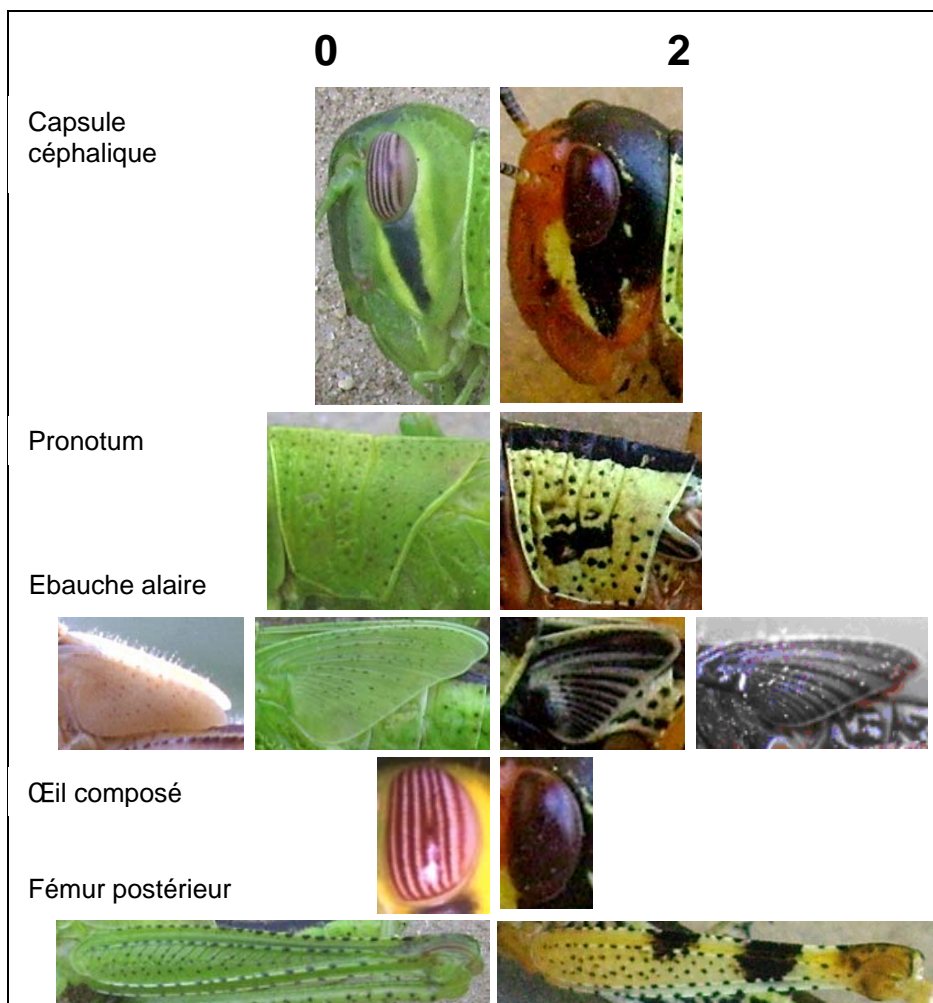 0 2
Capsule
céphalique
Pronotum
Ebauche alaire
Œil composé
Fémur postérieur